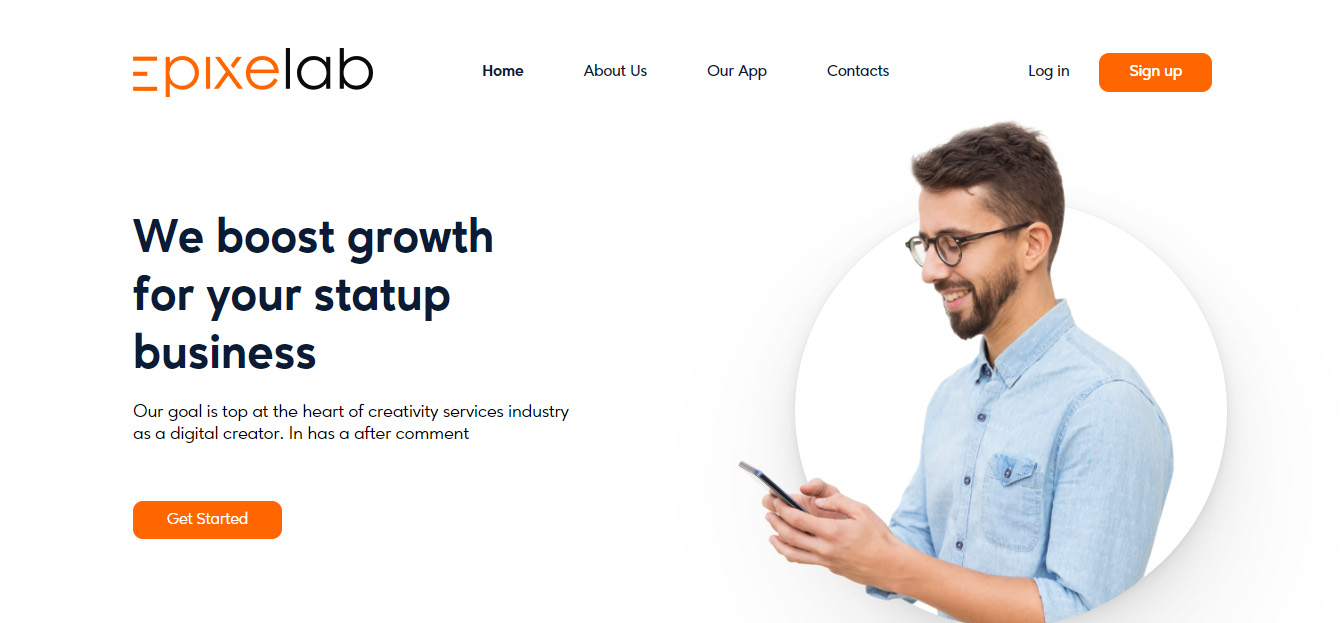 Epixelab
Home
About Us
Our App
Contacts
Log in
Sign up
We boost growth
for your statup
business
Our goal is top at the heart of creativity services industry
as a digital creator. In has a after comment
Get Started